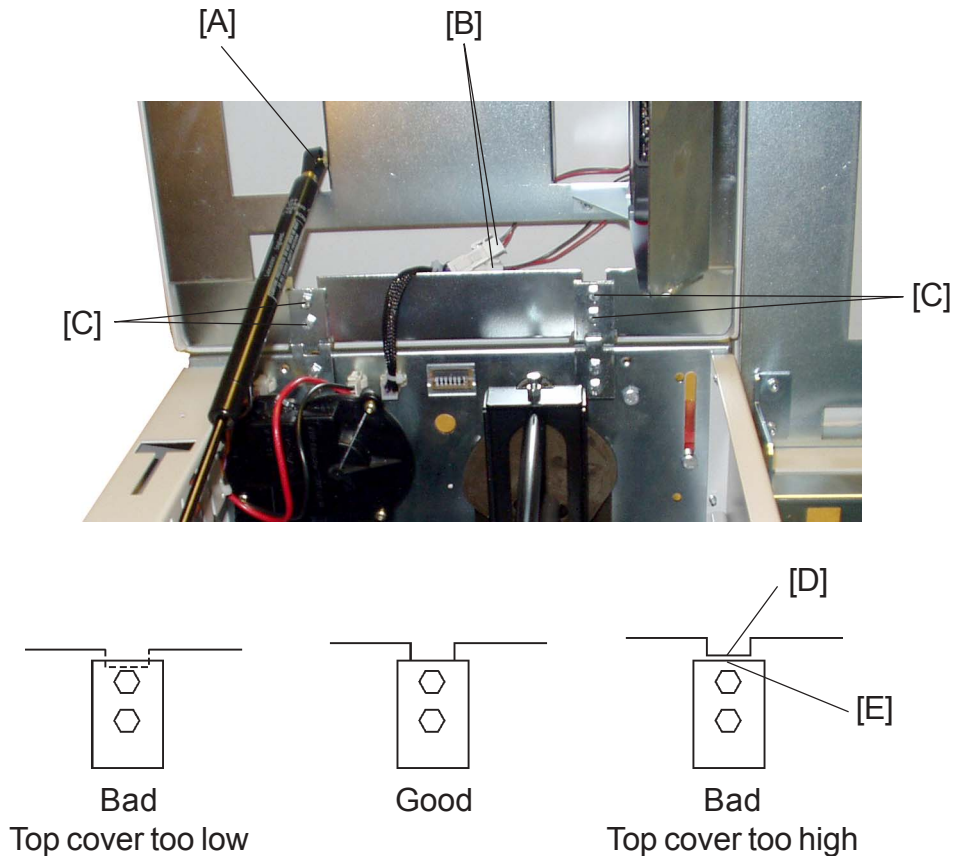 [A]
[B]
[C]
[C]
[D]
[E]
Bad
Top cover too low
Good
Bad
Top cover too high